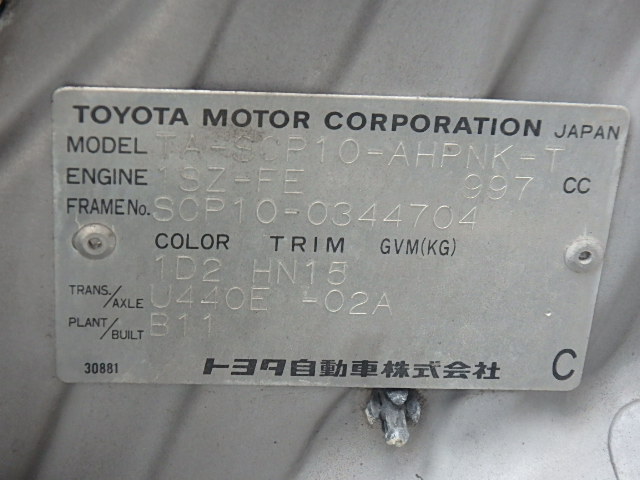 TOYOTA MOTOR CORPORATION JAPAN
MODEL TA-SCP10-AHPNK-T
ENGINE 1SZ-FE 997 CC
FRAME No. SCP10-0344704
COLOR TRIM GVM(KG)
1D2 HN15
TRANS./AXLE U440E -02A
PLANT/BUILT B11
30881 トヨタ自動車株式会社 C